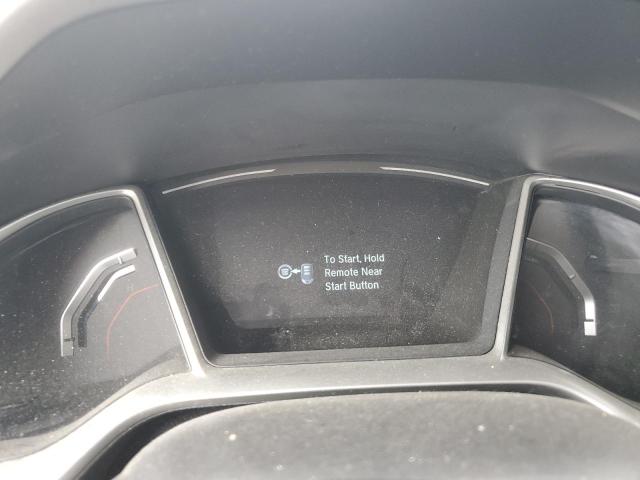 To Start, Hold
Remote Near
Start Button